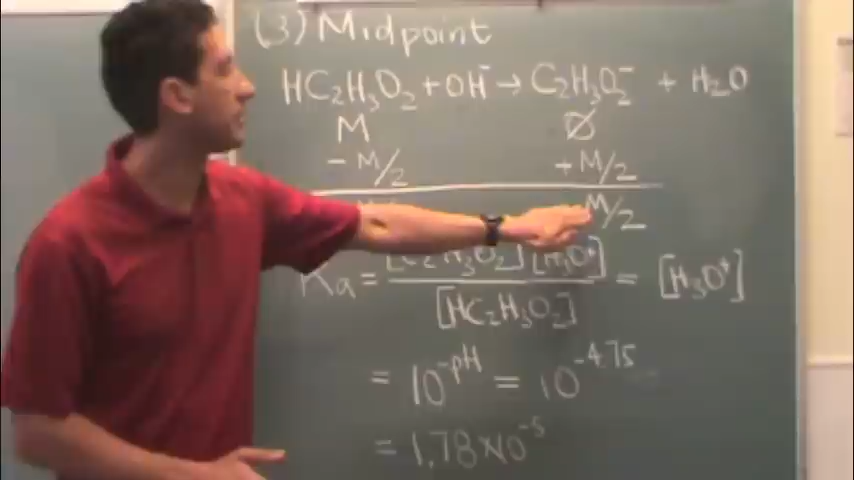 (3) Midpoint
HC₂H₃O₂ + OH⁻ → C₂H₃O₂⁻ + H₂O
M ∅
- M/2 + M/2
M/2
Ka = [C₂H₃O₂⁻] [H₃O⁺] / [HC₂H₃O₂] = [H₃O⁺]
= 10^-pH = 10^-4.75
= 1.78×10^-5